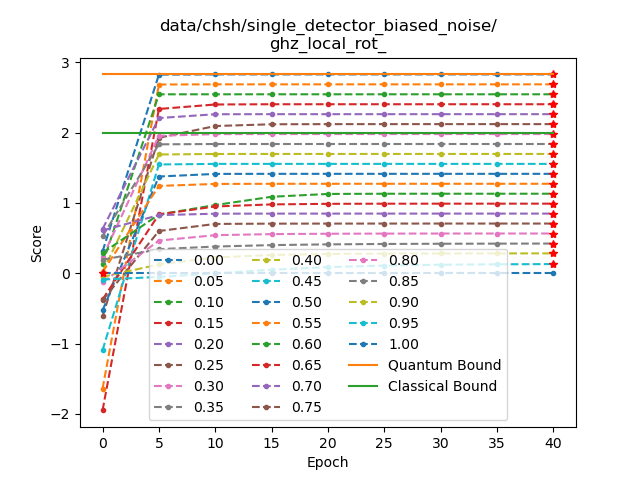 data/chsh/single_detector_biased_noise/
ghz_local_rot_
Score
3
2
1
0
−1
−2
0.00 0.40 0.80
0.05 0.45 0.85
0.10 0.50 0.90
0.15 0.55 0.95
0.20 0.60 1.00
0.25 0.65 Quantum Bound
0.30 0.70 Classical Bound
0.35 0.75
0 5 10 15 20 25 30 35 40
Epoch